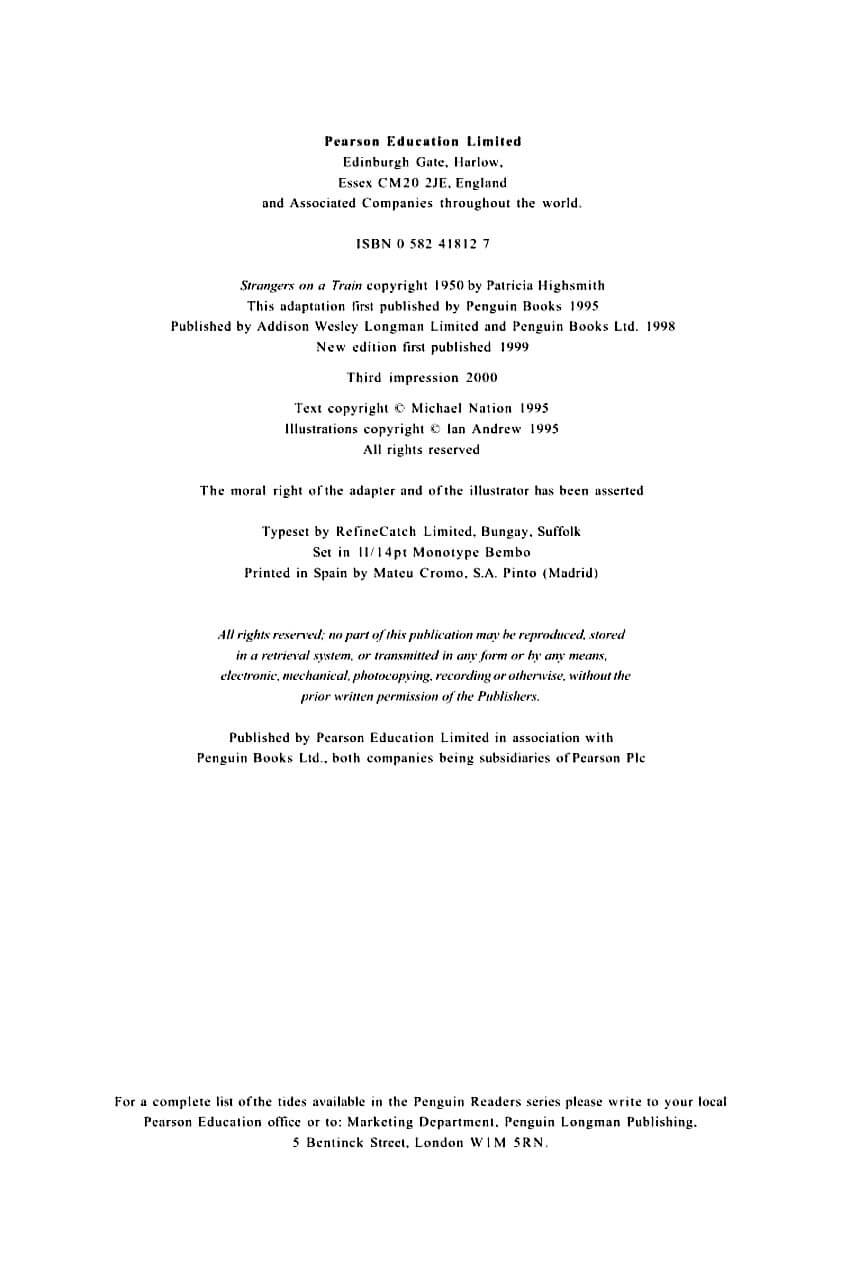 Pearson Education Limited
Edinburgh Gate, Harlow,
Essex CM20 2JE, England
and Associated Companies throughout the world.
ISBN 0 582 41812 7
Strangers on a Train copyright 1950 by Patricia Highsmith
This adaptation first published by Penguin Books 1995
Published by Addison Wesley Longman Limited and Penguin Books Ltd. 1998
New edition first published 1999
Third impression 2000
Text copyright © Michael Nation 1995
Illustrations copyright © Ian Andrew 1995
All rights reserved
The moral right of the adapter and of the illustrator has been asserted
Typeset by RefineCatch Limited, Bungay, Suffolk
Set in 11/14pt Monotype Bembo
Printed in Spain by Mateu Cromo, S.A. Pinto (Madrid)
All rights reserved; no part of this publication may be reproduced, stored
in a retrieval system, or transmitted in any form or by any means,
electronic, mechanical, photocopying, recording or otherwise, without the
prior written permission of the Publishers.
Published by Pearson Education Limited in association with
Penguin Books Ltd., both companies being subsidiaries of Pearson Plc
For a complete list of the tides available in the Penguin Readers series please write to your local
Pearson Education office or to: Marketing Department, Penguin Longman Publishing,
5 Bentinck Street, London W1M 5RN.